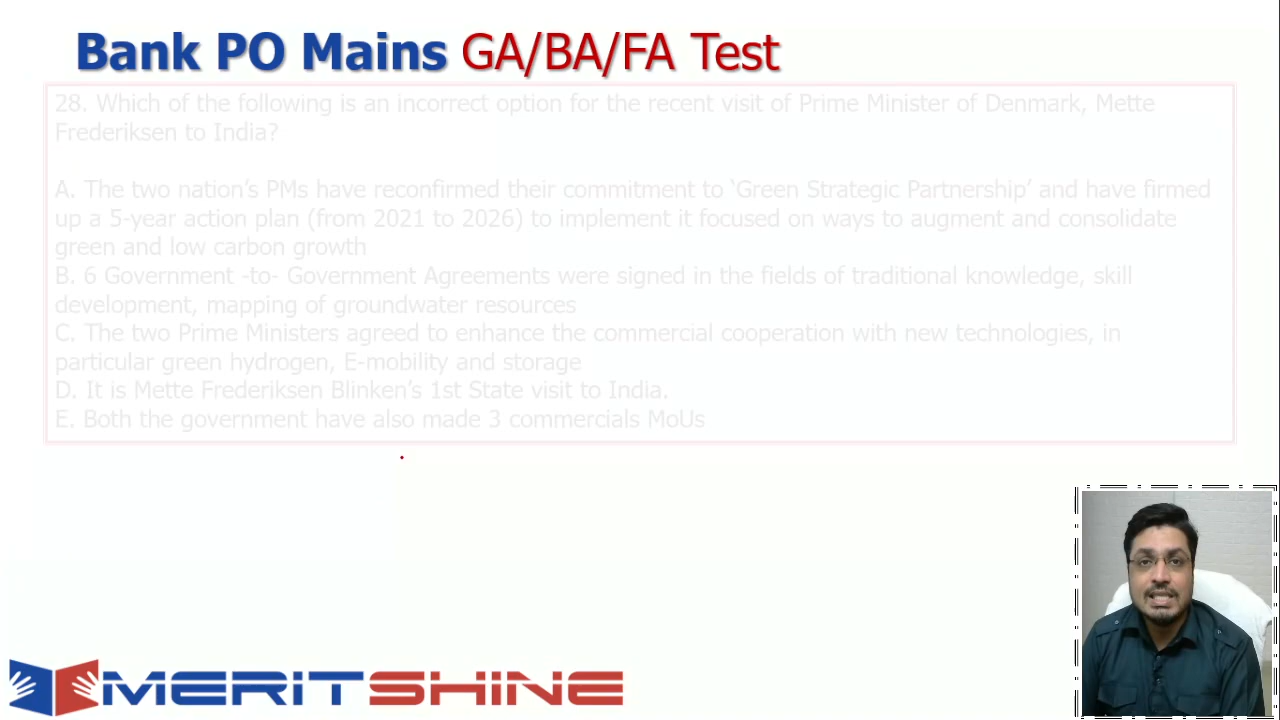 Bank PO Mains GA/BA/FA Test
28. Which of the following is an incorrect option for the recent visit of Prime Minister of Denmark, Mette
Frederiksen to India?
A. The two nation’s PMs have reconfirmed their commitment to ‘Green Strategic Partnership’ and have firmed
up a 5-year action plan (from 2021 to 2026) to implement it focused on ways to augment and consolidate
green and low carbon growth
B. 6 Government -to- Government Agreements were signed in the fields of traditional knowledge, skill
development, mapping of groundwater resources
C. The two Prime Ministers agreed to enhance the commercial cooperation with new technologies, in
particular green hydrogen, E-mobility and storage
D. It is Mette Frederiksen Blinken’s 1st State visit to India.
E. Both the government have also made 3 commercials MoUs
MERITSHINE